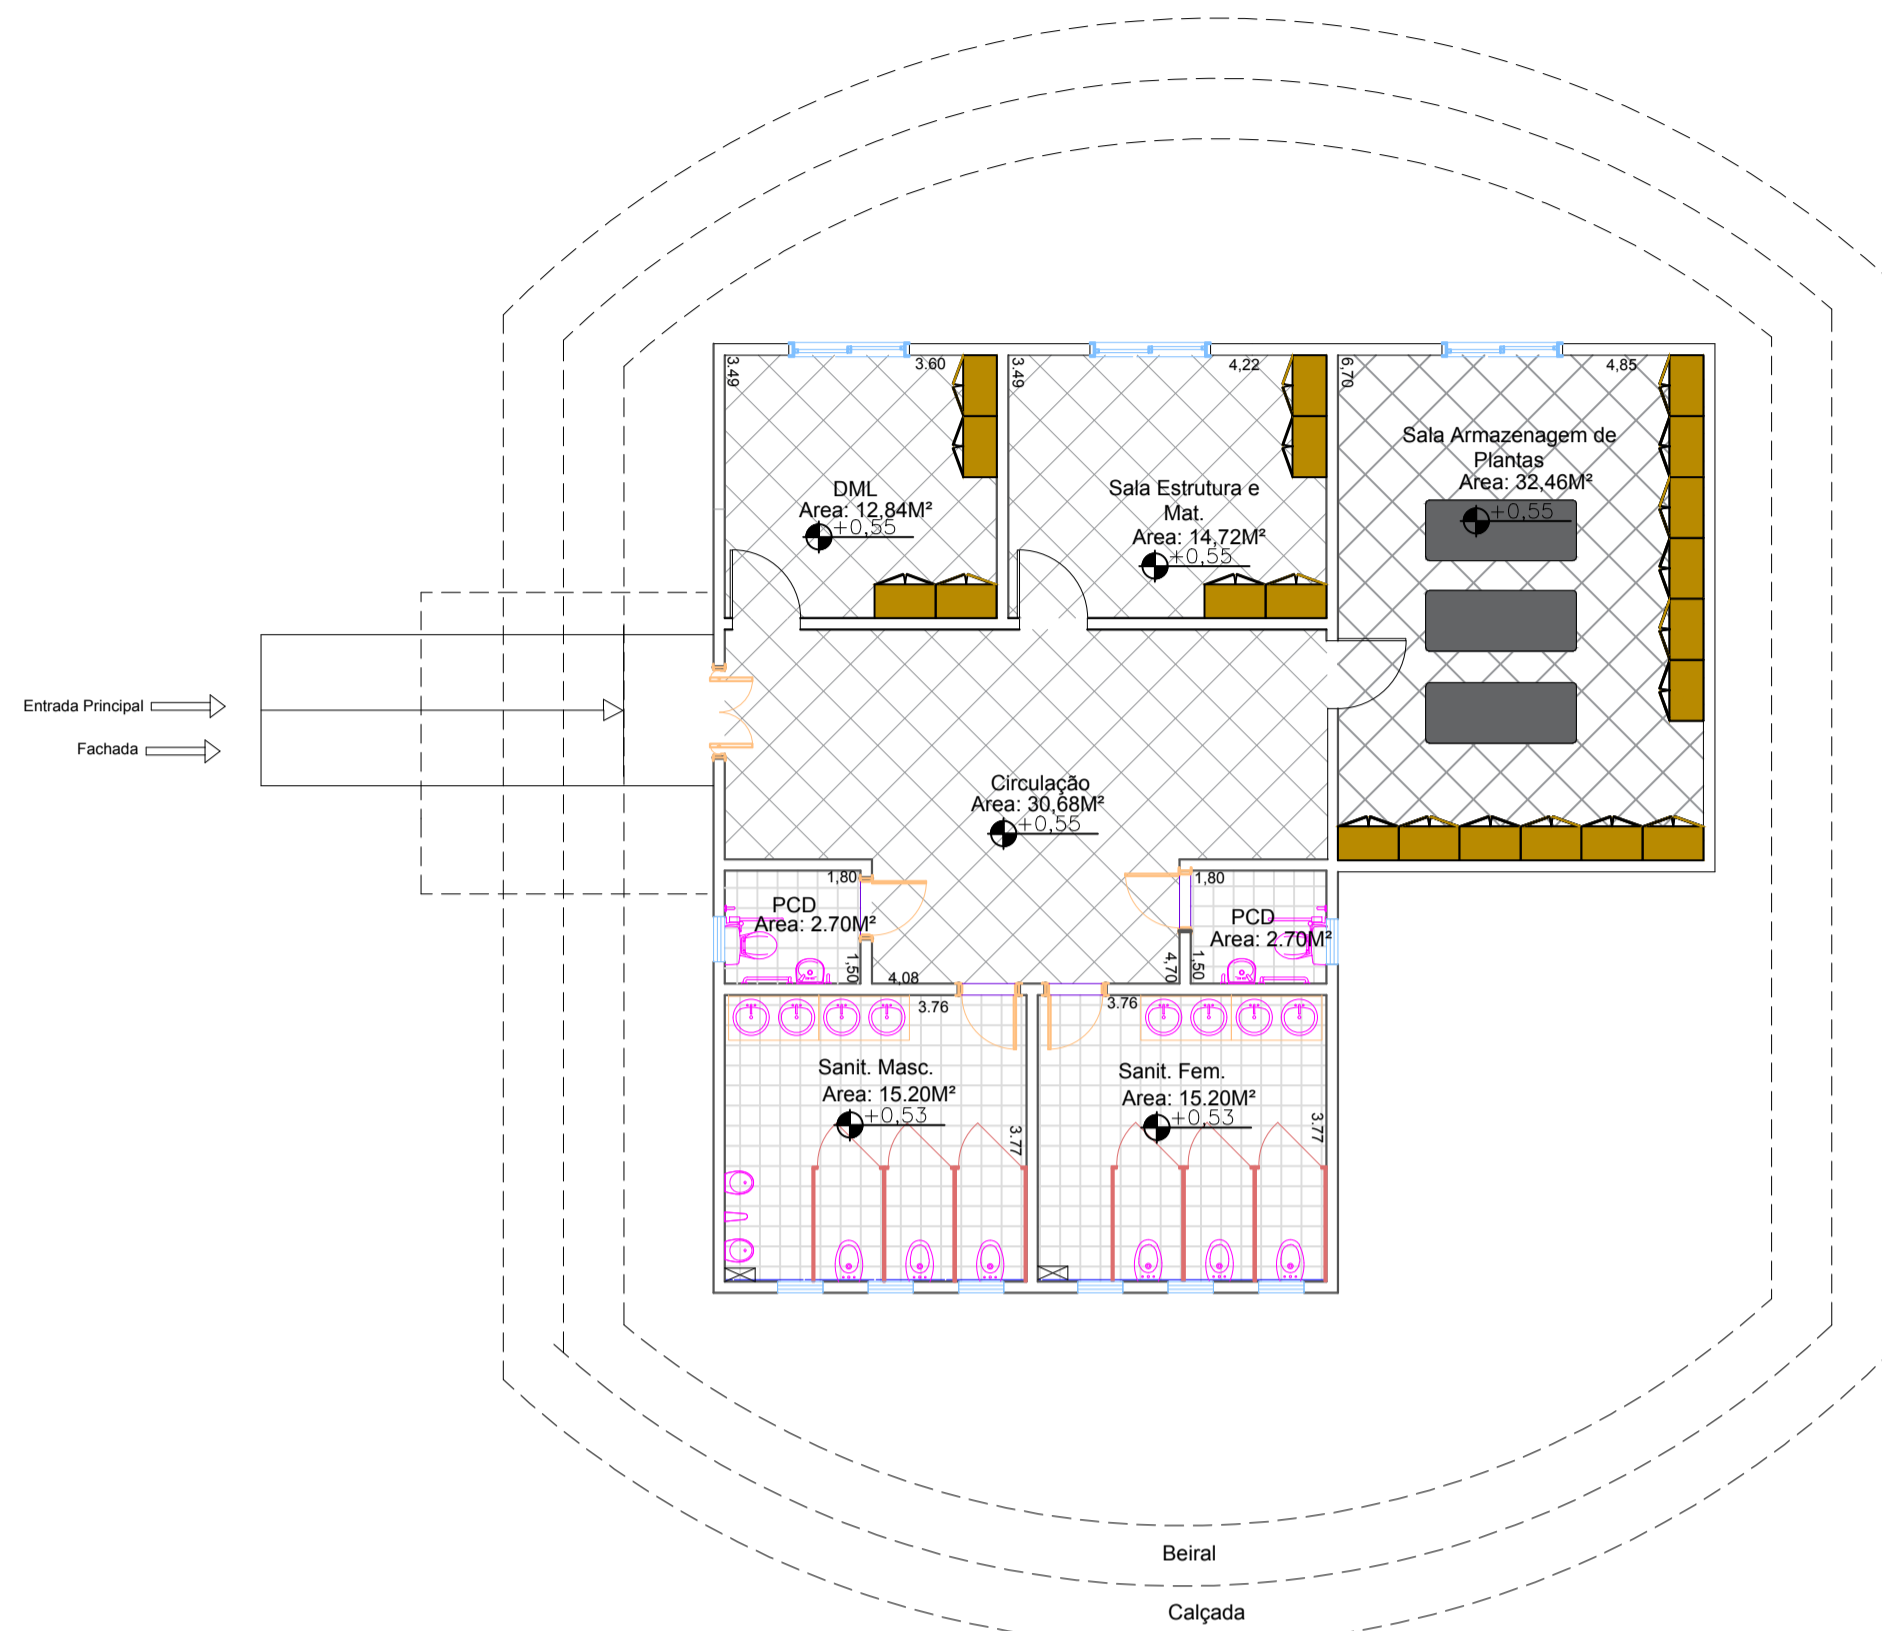 3.49
3.60
3.49
4,22
6,70
4,85
Sala Armazenagem de
Plantas
Area: 32,46M²
+0,55
DML
Area: 12,84M²
+0,55
Sala Estrutura e
Mat.
Area: 14,72M²
+0,55
Entrada Principal
Fachada
Circulação
Area: 30,68M²
+0,55
1,80
PCD
Area: 2.70M²
1,50
4,08
4,70
1,80
PCD
Area: 2.70M²
1,50
3.76
3.76
Sanit. Masc.
Area: 15.20M²
+0,53
3.77
Sanit. Fem.
Area: 15.20M²
+0,53
3.77
Beiral
Calçada